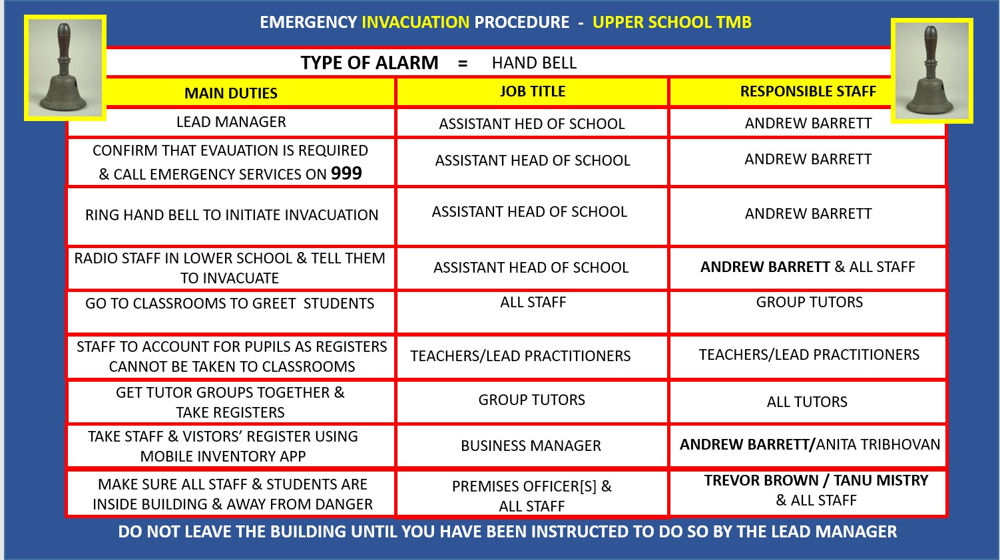 EMERGENCY INVACUATION PROCEDURE - UPPER SCHOOL TMB
TYPE OF ALARM = HAND BELL
MAIN DUTIES
JOB TITLE
RESPONSIBLE STAFF
LEAD MANAGER
ASSISTANT HED OF SCHOOL
ANDREW BARRETT
CONFIRM THAT EVAUATION IS REQUIRED
& CALL EMERGENCY SERVICES ON 999
ASSISTANT HEAD OF SCHOOL
ANDREW BARRETT
RING HAND BELL TO INITIATE INVACUATION
ASSISTANT HEAD OF SCHOOL
ANDREW BARRETT
RADIO STAFF IN LOWER SCHOOL & TELL THEM
TO INVACUATE
ASSISTANT HEAD OF SCHOOL
ANDREW BARRETT & ALL STAFF
GO TO CLASSROOMS TO GREET STUDENTS
ALL STAFF
GROUP TUTORS
STAFF TO ACCOUNT FOR PUPILS AS REGISTERS
CANNOT BE TAKEN TO CLASSROOMS
TEACHERS/LEAD PRACTITIONERS
TEACHERS/LEAD PRACTITIONERS
GET TUTOR GROUPS TOGETHER &
TAKE REGISTERS
GROUP TUTORS
ALL TUTORS
TAKE STAFF & VISTORS’ REGISTER USING
MOBILE INVENTORY APP
BUSINESS MANAGER
ANDREW BARRETT/ANITA TRIBHOVAN
MAKE SURE ALL STAFF & STUDENTS ARE
INSIDE BUILDING & AWAY FROM DANGER
PREMISES OFFICER[S] &
ALL STAFF
TREVOR BROWN / TANU MISTRY
& ALL STAFF
DO NOT LEAVE THE BUILDING UNTIL YOU HAVE BEEN INSTRUCTED TO DO SO BY THE LEAD MANAGER